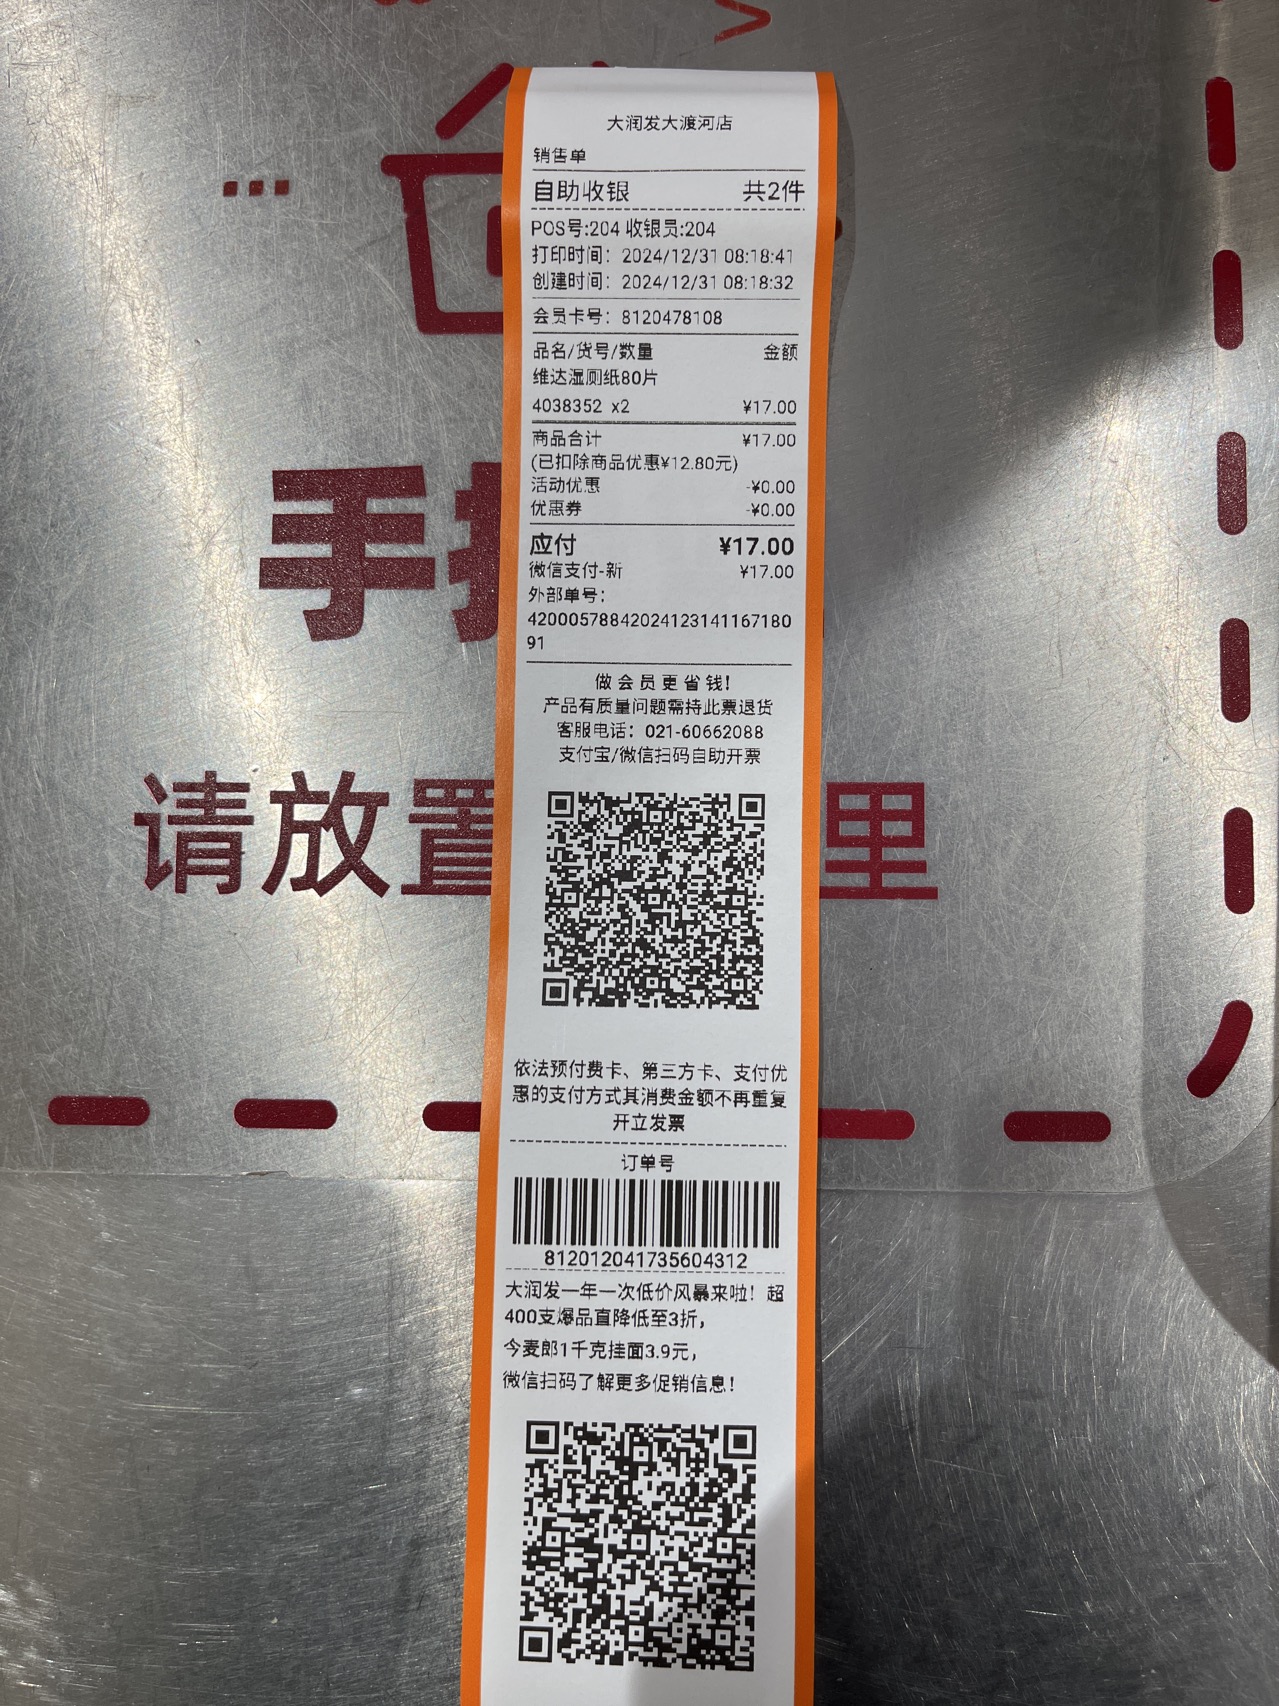 大润发大渡河店
销售单
自助收银 共2件
POS号:204 收银员:204
打印时间: 2024/12/31 08:18:41
创建时间: 2024/12/31 08:18:32
会员卡号: 8120478108
品名/货号/数量 金额
维达湿厕纸80片
4038352 x2 ¥17.00
商品合计 ¥17.00
(已扣除商品优惠¥12.80元)
活动优惠 -¥0.00
优惠券 -¥0.00
应付 ¥17.00
微信支付-新 ¥17.00
外部单号:
42000578842024123141167180
91
做会员更省钱!
产品有质量问题需持此票退货
客服电话: 021-60662088
支付宝/微信扫码自助开票
依法预付费卡、第三方卡、支付优
惠的支付方式其消费金额不再重复
开立发票
订单号
812012041735604312
大润发一年一次低价风暴来啦! 超
400支爆品直降低至3折,
今麦郎1千克挂面3.9元,
微信扫码了解更多促销信息!
手
请放置 里